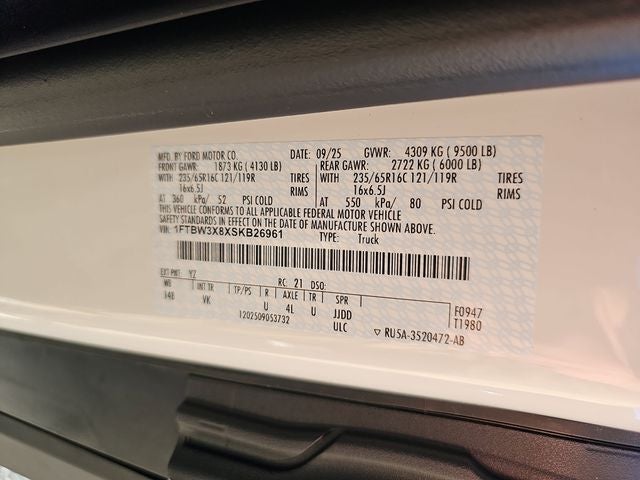 MFD. BY FORD MOTOR CO. DATE: 09/25 GVWR: 4309 KG ( 9500 LB)
FRONT GAWR: 1873 KG ( 4130 LB) REAR GAWR: 2722 KG ( 6000 LB)
WITH 235/65R16C 121/119R TIRES WITH 235/65R16C 121/119R TIRES
16x6.5J RIMS 16x6.5J RIMS
AT 360 kPa/ 52 PSI COLD AT 550 kPa/ 80 PSI COLD
THIS VEHICLE CONFORMS TO ALL APPLICABLE FEDERAL MOTOR VEHICLE
SAFETY STANDARDS IN EFFECT ON THE DATE OF MANUFACTURE SHOWN ABOVE.
VIN: 1FTBW3X8XSKB26961 TYPE: Truck
EXT PNT YZ RC: 21 DSO:
WB INT TR TP/PS R AXLE TR SPR
148 VK U 4L U JJDD F0947
1202509053732 ULC ▽ RU5A-3520472-AB T1980